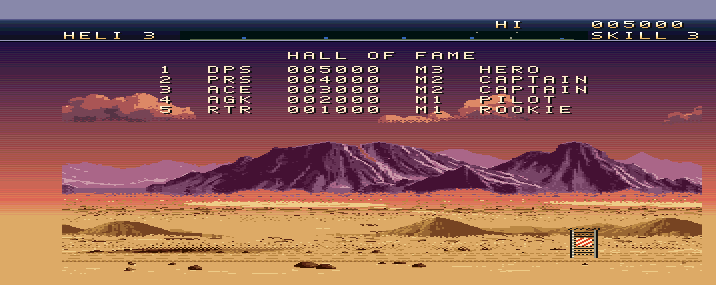 HI 005000
HELI 3 SKILL 3
HALL OF FAME
1 DPS 005000 M3 HERO
2 PRS 004000 M2 CAPTAIN
3 ACE 003000 M2 CAPTAIN
4 AGK 002000 M1 PILOT
5 RTR 001000 M1 ROOKIE